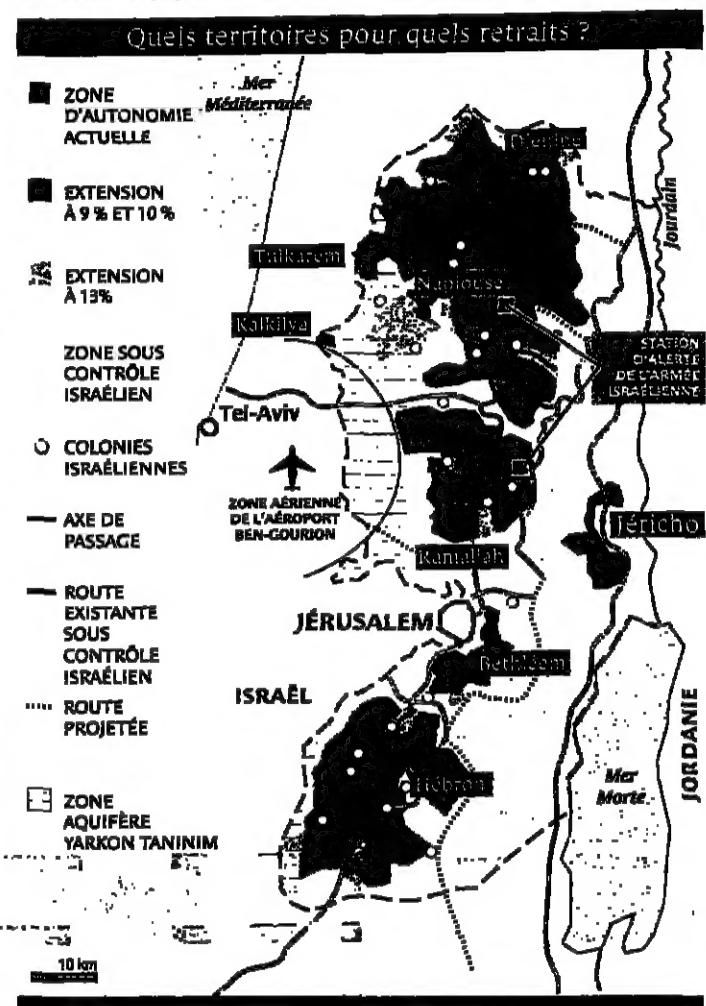 Quels territoires pour quels retraits ?
ZONE
D'AUTONOMIE
ACTUELLE
EXTENSION
À 9 % ET 10 %
EXTENSION
À 13%
ZONE SOUS
CONTRÔLE
ISRAÉLIEN
COLONIES
ISRAÉLIENNES
AXE DE
PASSAGE
ROUTE
EXISTANTE
SOUS
CONTRÔLE
ISRAÉLIEN
ROUTE
PROJETÉE
ZONE
AQUIFÈRE
YARKON TANINIM
10 km
Mer
Méditerranée
Djénine
Jourdain
Tulkarem
Naplouse
Kalkilya
STATION
D'ALERTE
DE L'ARMÉE
ISRAÉLIENNE
Tel-Aviv
ZONE AÉRIENNE
DE L'AÉROPORT
BEN-GOURION
Jéricho
Ramallah
JÉRUSALEM
Bethléem
ISRAËL
JORDANIE
Mer
Morte
Hébron